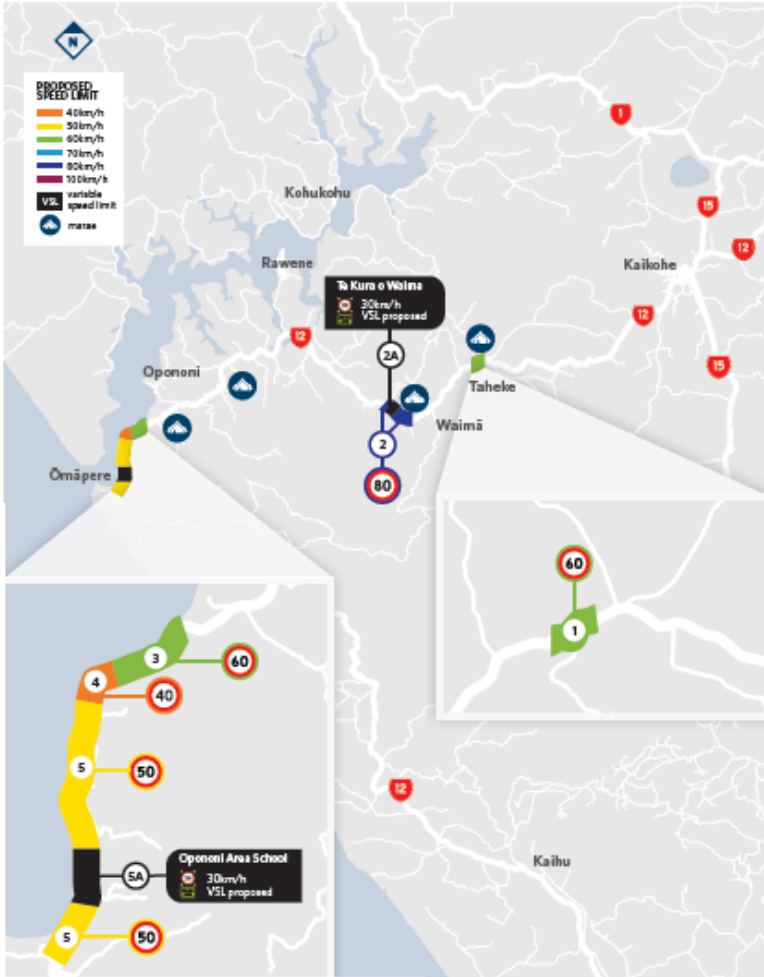 N
PROPOSED
SPEED LIMIT
40km/h
50km/h
60km/h
70km/h
80km/h
100km/h
VSL variable
speed limit
marae
1
Kohukohu
15
12
Rawene
Kaikohe
Te Kura o Waima
30km/h
VSL proposed
12
12
2A
Opononi
15
Taheke
Waimā
2
Ōmāpere
80
60
1
3
60
4
40
5
50
12
Opononi Area School
5A
30km/h
VSL proposed
Kaihu
5
50